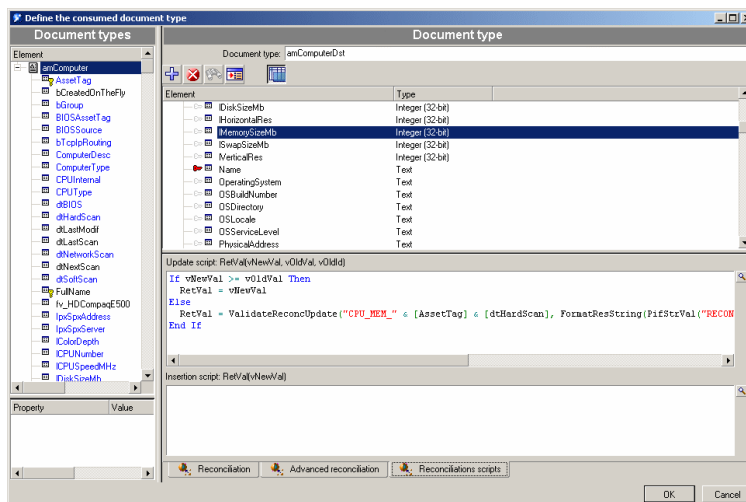 Define the consumed document type
Document types
Document type
Element
amComputer
AssetTag
bCreatedOnTheFly
bGroup
BIOSAssetTag
BIOSSource
bTcpIpRouting
ComputerDesc
ComputerType
CPUInternal
CPUType
dtBIOS
dtHardScan
dtLastModif
dtLastScan
dtNetworkScan
dtNextScan
dtSoftScan
FullName
fv_HDCompaqE500
IpxSpxAddress
IpxSpxServer
lColorDepth
lCPUNumber
lCPUSpeedMHz
lDiskSizeMb
Property Value
Document type: amComputerDst
Element Type
lDiskSizeMb Integer (32-bit)
lHorizontalRes Integer (32-bit)
lMemorySizeMb Integer (32-bit)
lSwapSizeMb Integer (32-bit)
lVerticalRes Integer (32-bit)
Name Text
OperatingSystem Text
OSBuildNumber Text
OSDirectory Text
OSLocale Text
OSServiceLevel Text
PhysicalAddress Text
Update script: RetVal(vNewVal, vOldVal, vOldId)
If vNewVal >= vOldVal Then
RetVal = vNewVal
Else
RetVal = ValidateReconcUpdate("CPU_MEM_" & [AssetTag] & [dtHardScan], FormatResString(PifStrVal("RECON
End If
Insertion script: RetVal(vNewVal)
Reconciliation
Advanced reconciliation
Reconciliations scripts
OK
Cancel